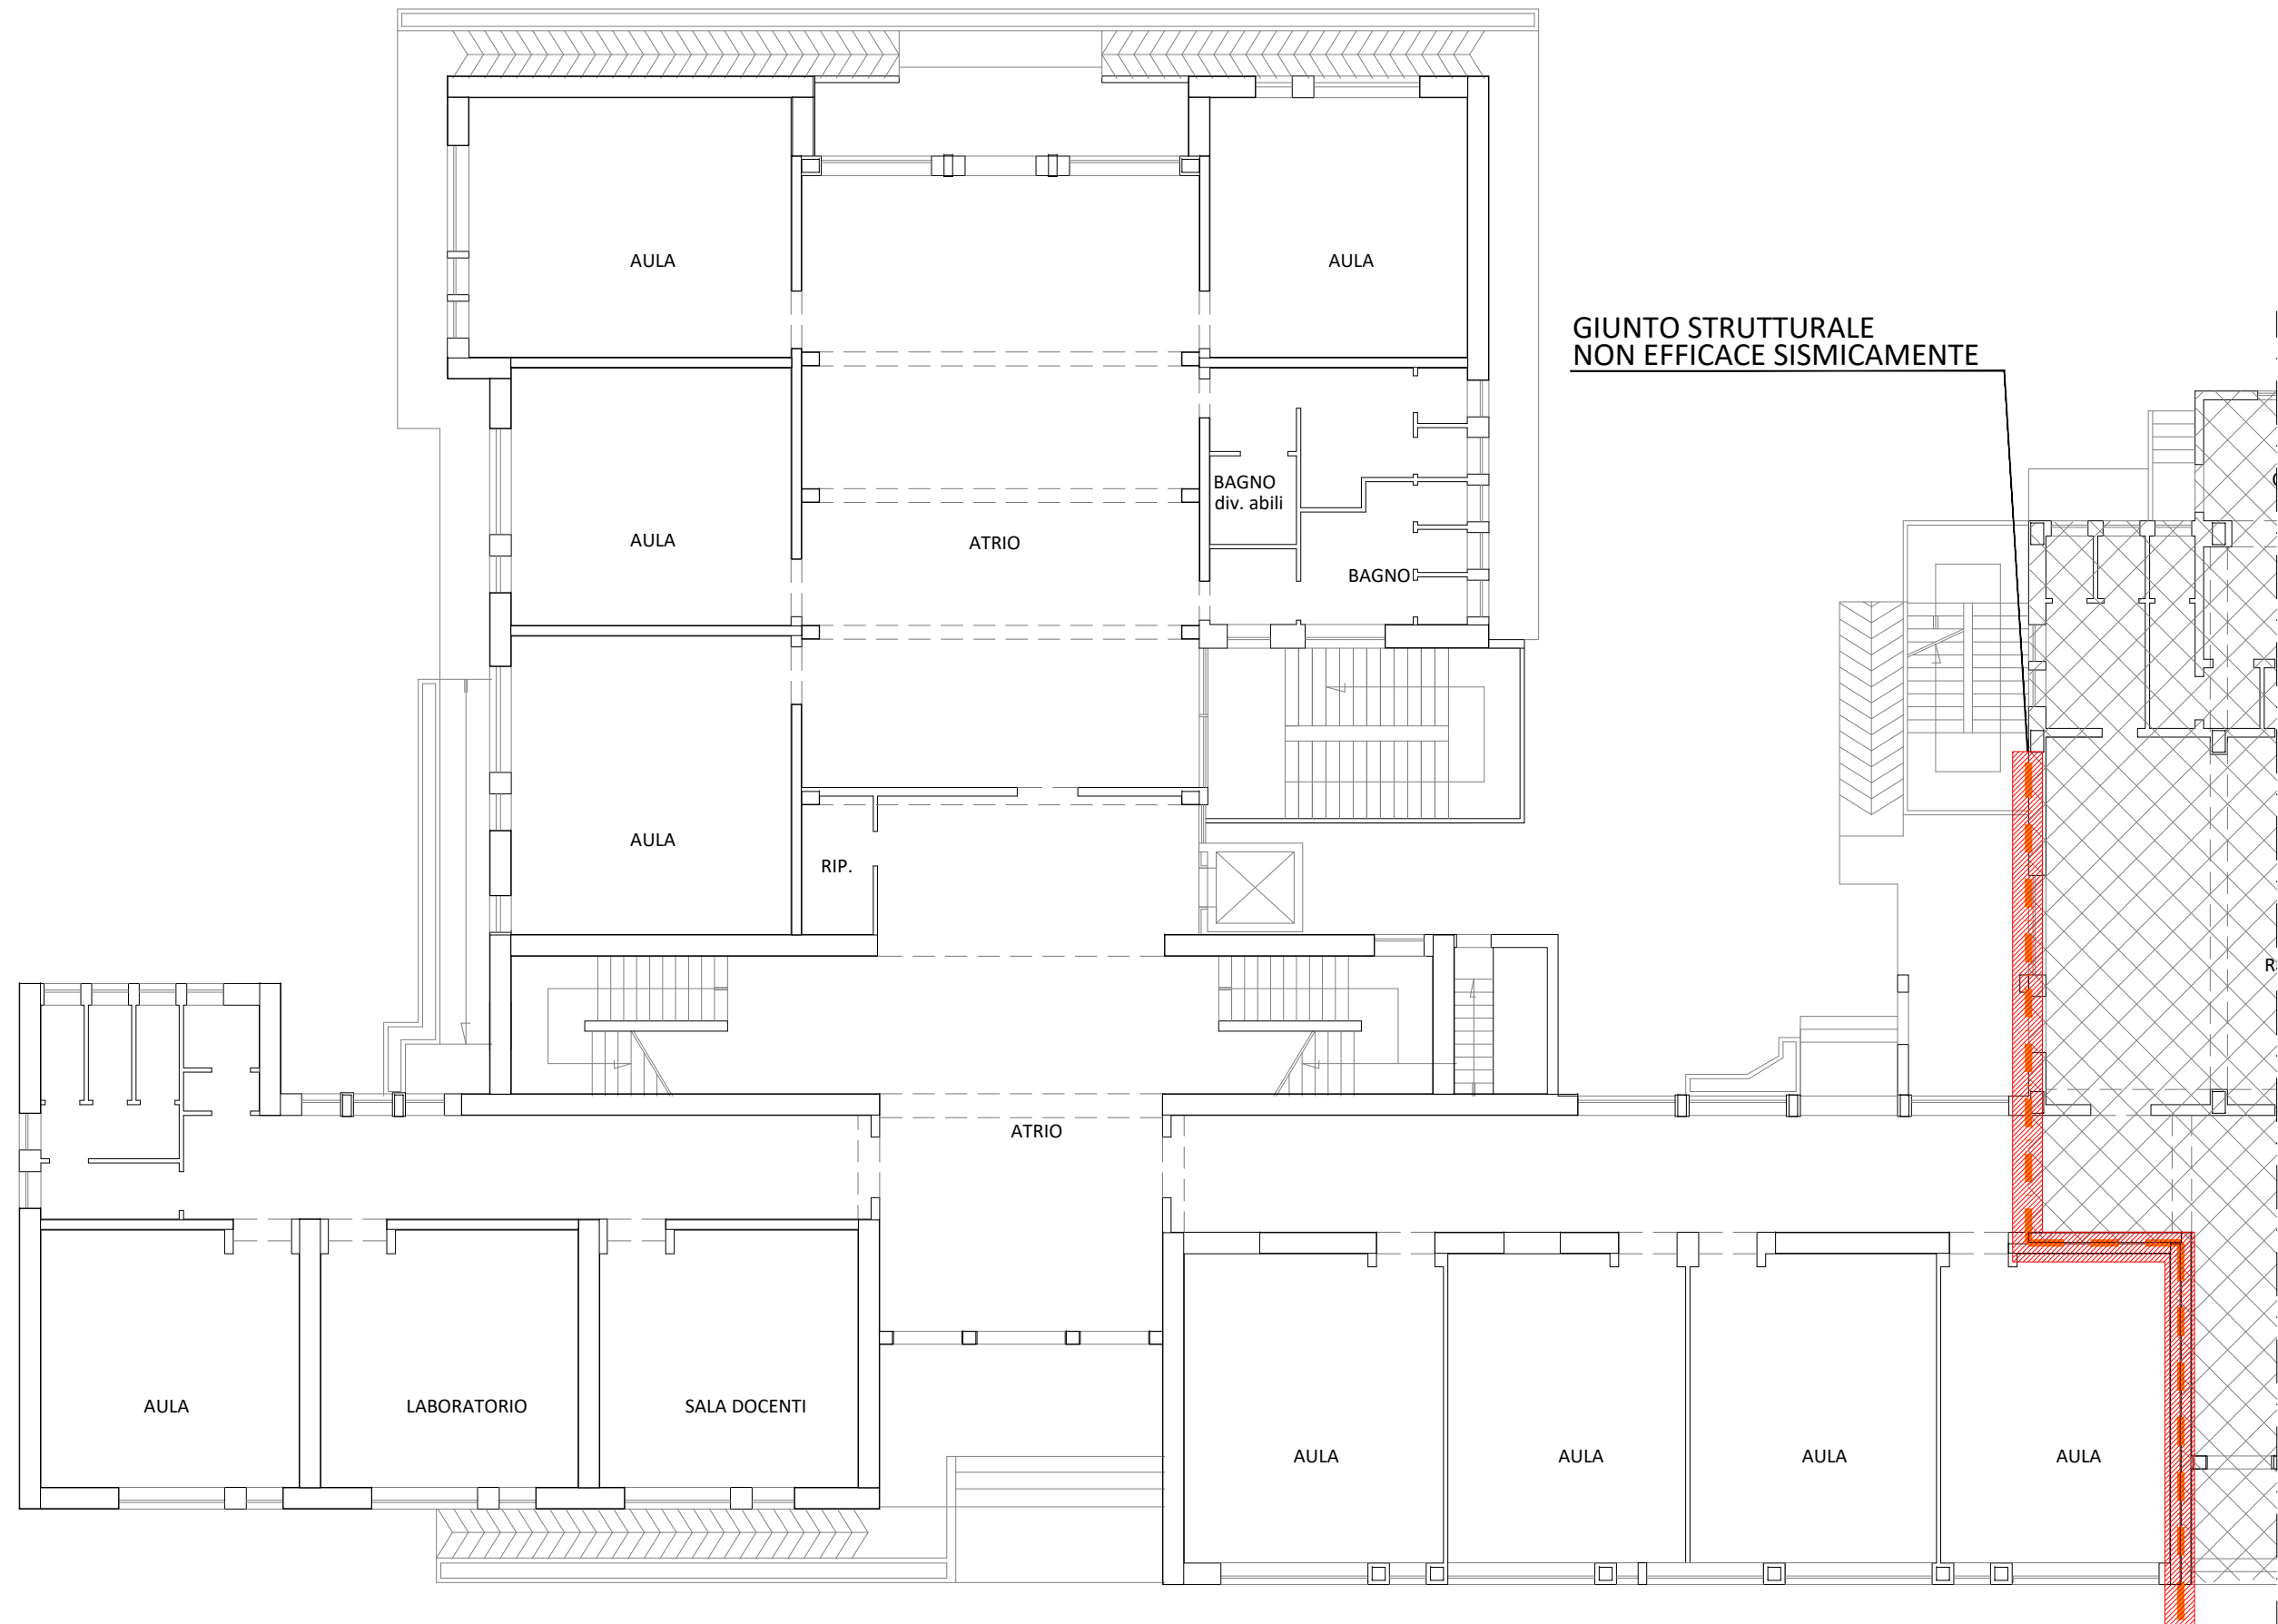 AULA
AULA
GIUNTO STRUTTURALE
NON EFFICACE SISMICAMENTE
BAGNO
div. abili
AULA
ATRIO
BAGNO
AULA
RIP.
ATRIO
AULA
LABORATORIO
SALA DOCENTI
AULA
AULA
AULA
AULA